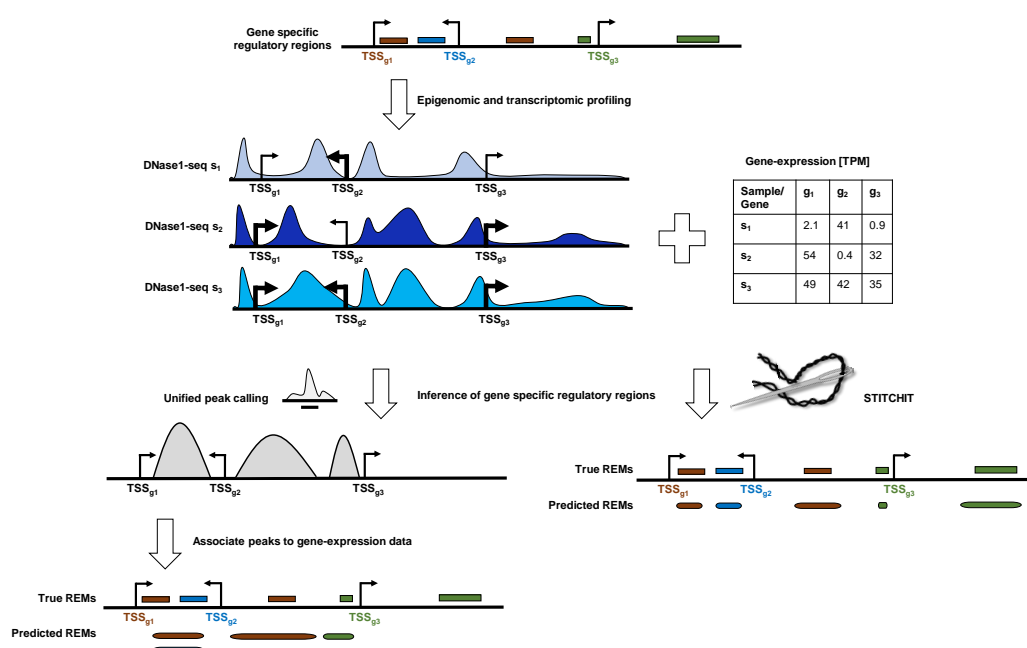 Gene specific
regulatory regions
TSSg1 TSSg2 TSSg3
Epigenomic and transcriptomic profiling
DNase1-seq s1
TSSg1 TSSg2 TSSg3
DNase1-seq s2
TSSg1 TSSg2 TSSg3
DNase1-seq s3
TSSg1 TSSg2 TSSg3
Gene-expression [TPM]
Sample/ Gene g1 g2 g3
s1 2.1 41 0.9
s2 54 0.4 32
s3 49 42 35
Unified peak calling
Inference of gene specific regulatory regions
STITCHIT
TSSg1 TSSg2 TSSg3
True REMs
TSSg1 TSSg2 TSSg3
Predicted REMs
Associate peaks to gene-expression data
True REMs
TSSg1 TSSg2 TSSg3
Predicted REMs